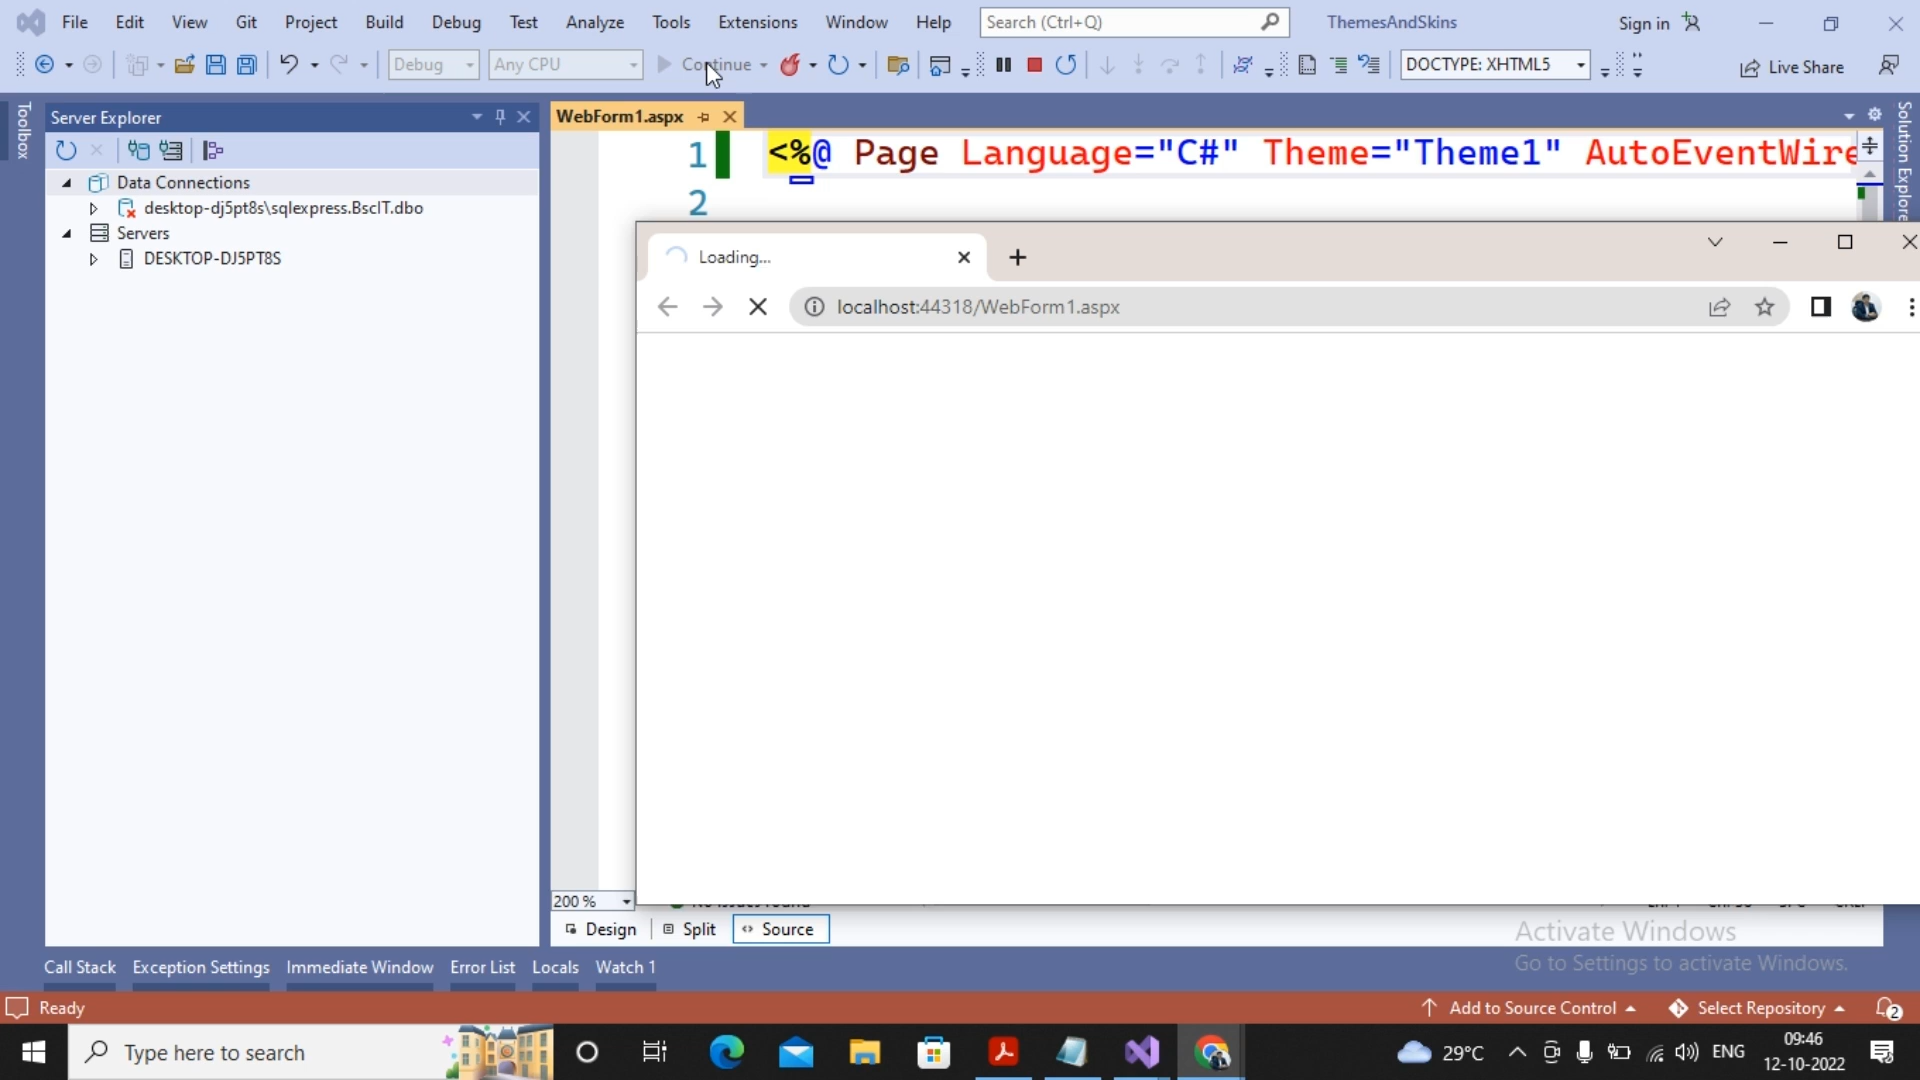 File Edit View Git Project Build Debug Test Analyze Tools Extensions Window Help Search (Ctrl+Q) ThemesAndSkins Sign in
Debug Any CPU Continue DOCTYPE: XHTML5 Live Share
Toolbox
Server Explorer
Data Connections
desktop-dj5pt8s\sqlexpress.BscIT.dbo
Servers
DESKTOP-DJ5PT8S
WebForm1.aspx
1 <%@ Page Language="C#" Theme="Theme1" AutoEventWire
2
Solution Explorer
Loading...
localhost:44318/WebForm1.aspx
200 % No issues found
Design Split Source
Activate Windows
Go to Settings to activate Windows.
Call Stack Exception Settings Immediate Window Error List Locals Watch 1
Ready Add to Source Control Select Repository 2
Type here to search 29°C ENG 09:46
12-10-2022